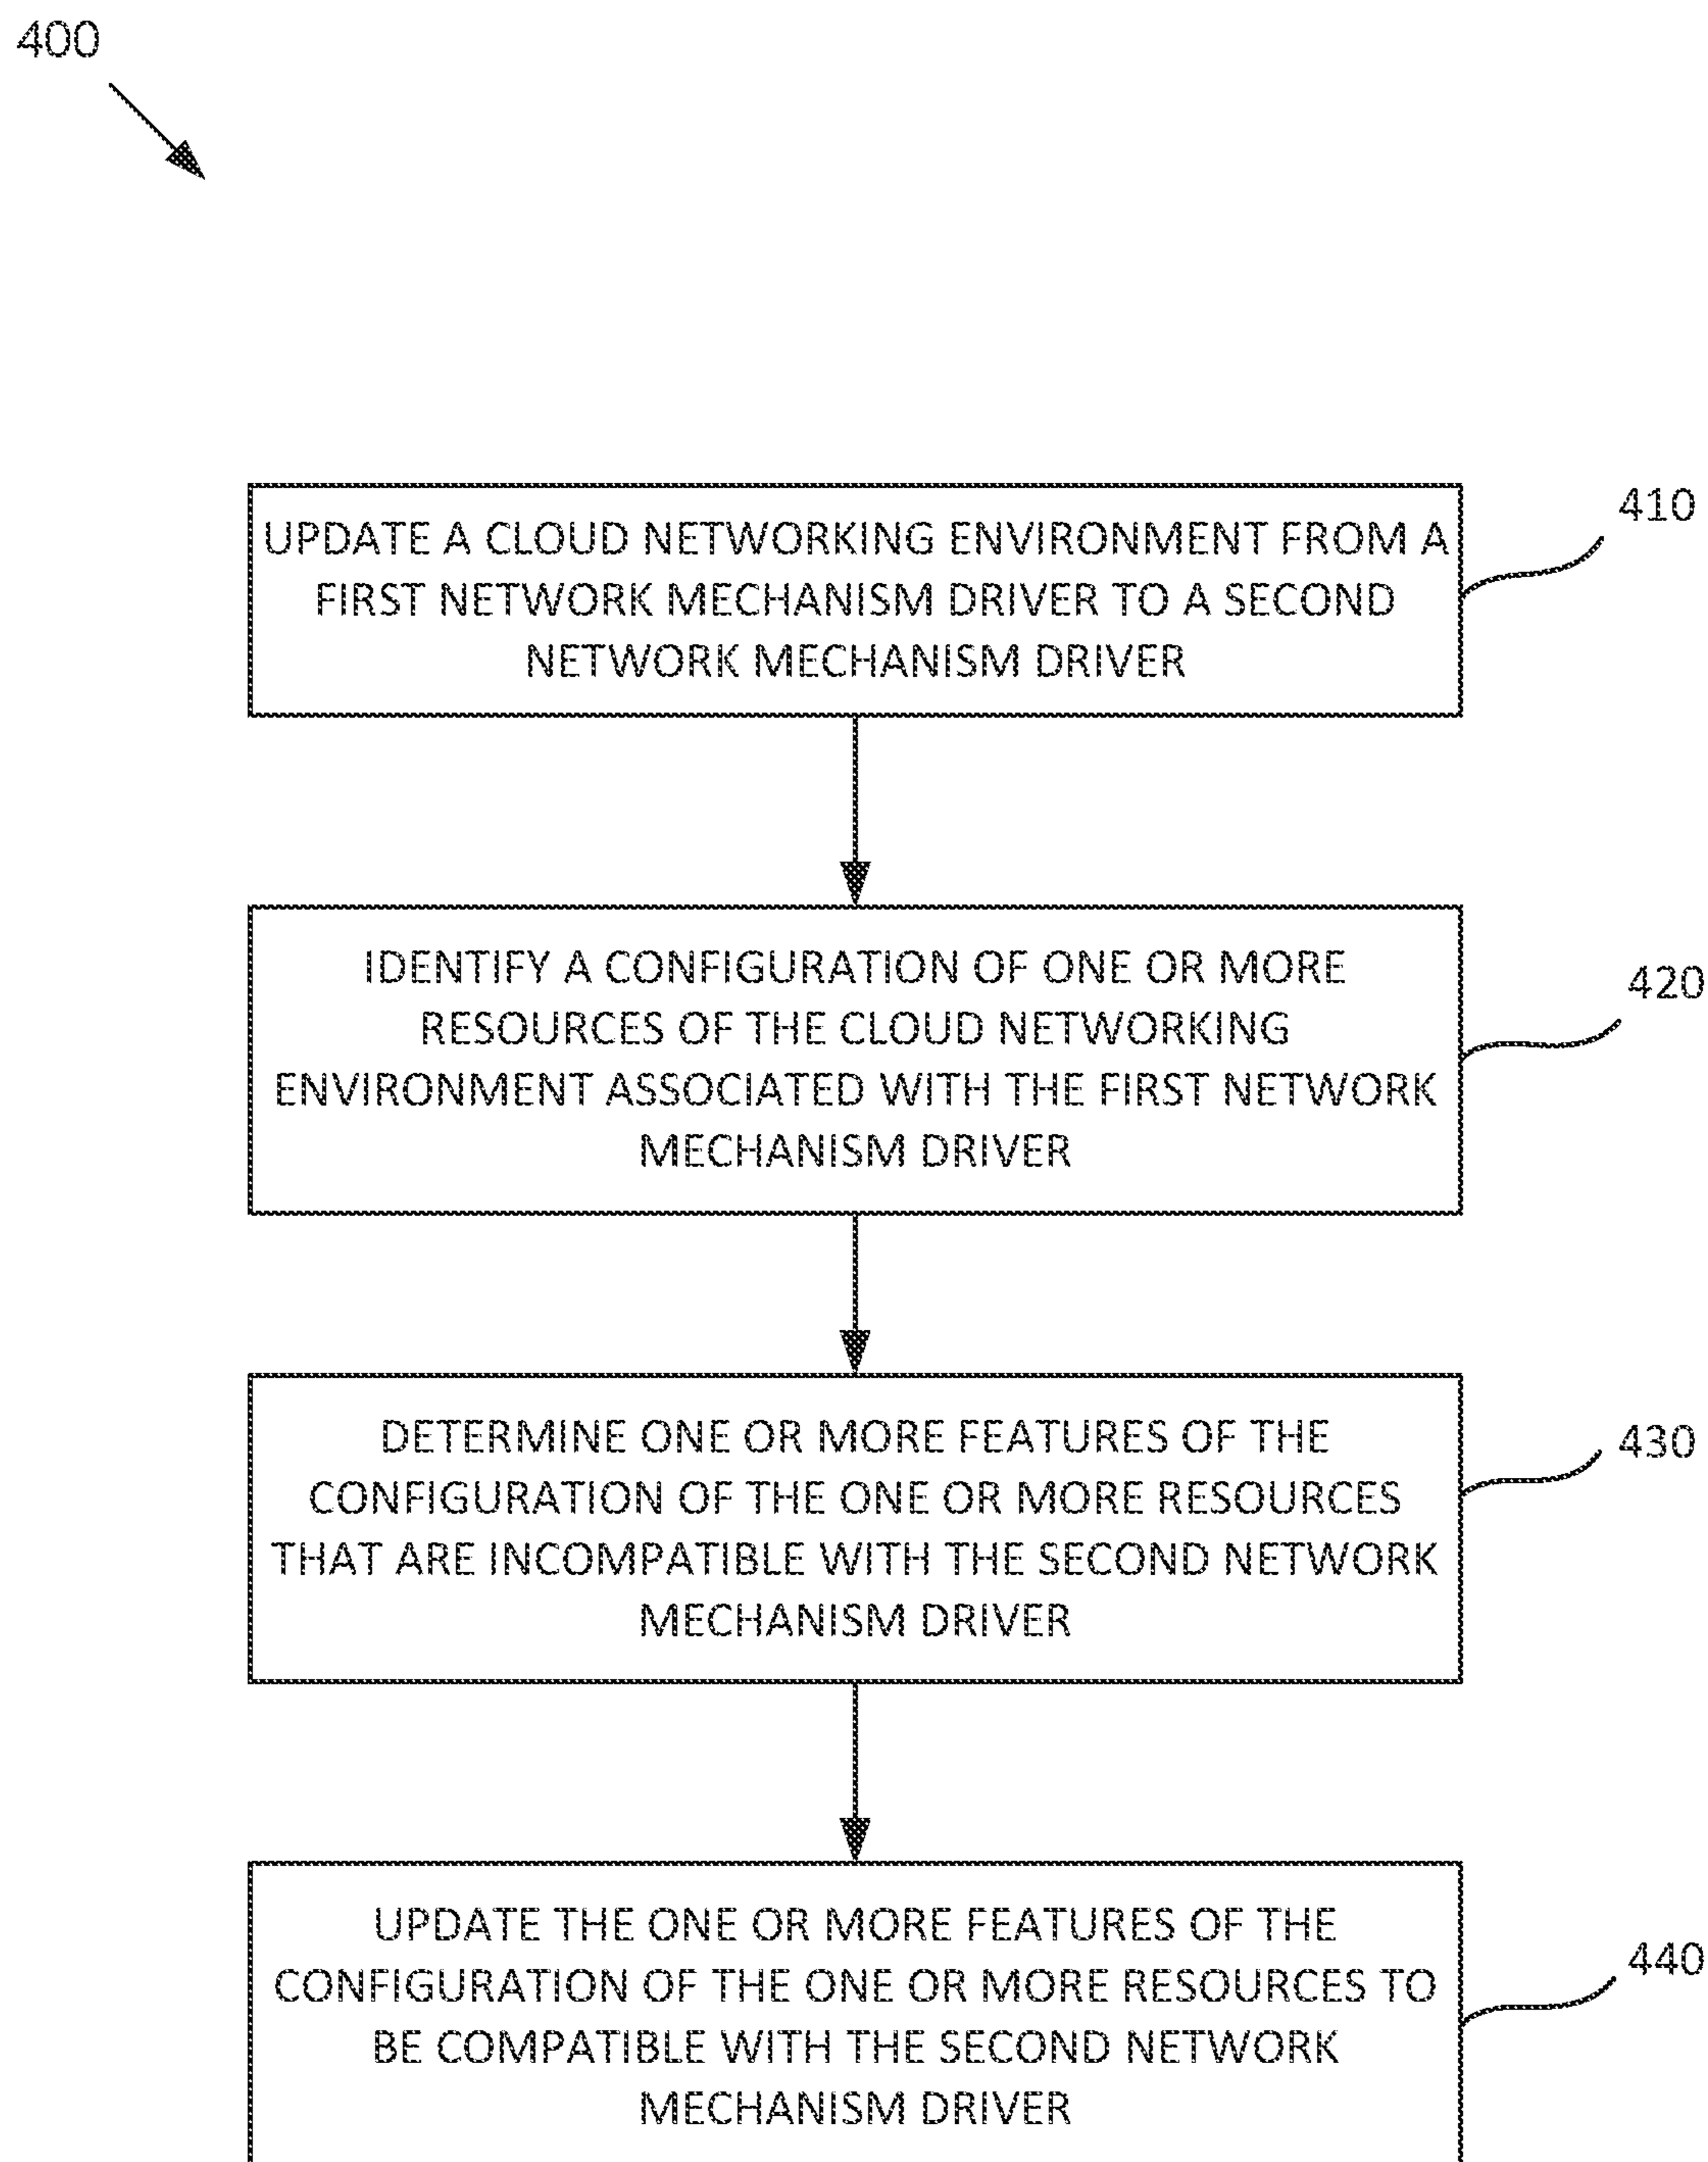 400
UPDATE A CLOUD NETWORKING ENVIRONMENT FROM A
FIRST NETWORK MECHANISM DRIVER TO A SECOND
NETWORK MECHANISM DRIVER
410
IDENTIFY A CONFIGURATION OF ONE OR MORE
RESOURCES OF THE CLOUD NETWORKING
ENVIRONMENT ASSOCIATED WITH THE FIRST NETWORK
MECHANISM DRIVER
420
DETERMINE ONE OR MORE FEATURES OF THE
CONFIGURATION OF THE ONE OR MORE RESOURCES
THAT ARE INCOMPATIBLE WITH THE SECOND NETWORK
MECHANISM DRIVER
430
UPDATE THE ONE OR MORE FEATURES OF THE
CONFIGURATION OF THE ONE OR MORE RESOURCES TO
BE COMPATIBLE WITH THE SECOND NETWORK
MECHANISM DRIVER
440